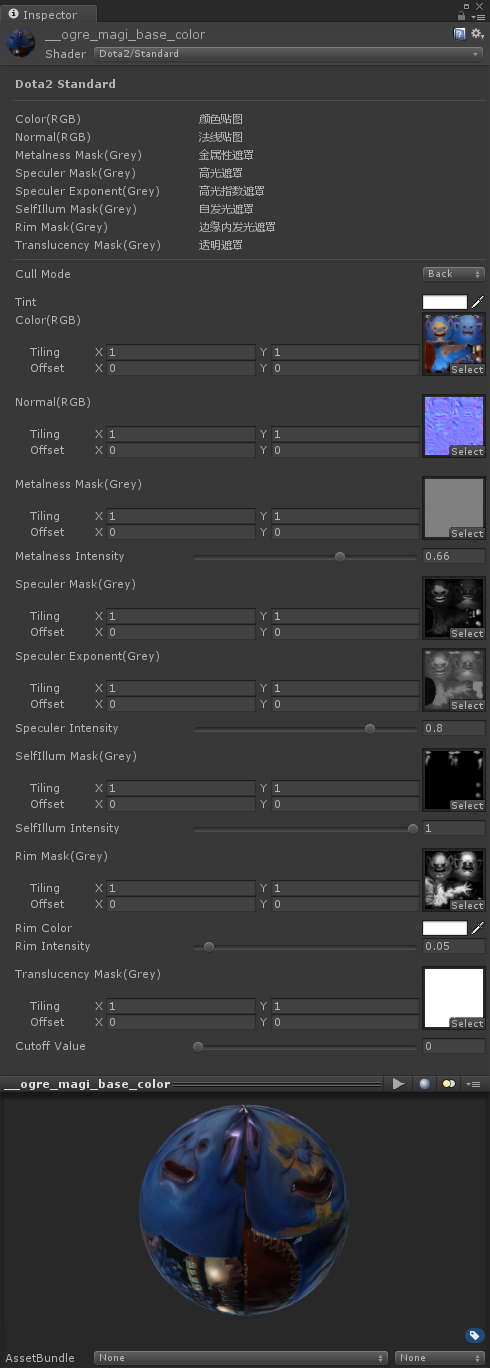 Inspector
__ogre_magi_base_color
Shader Dota2/Standard
Dota2 Standard
Color(RGB) 颜色贴图
Normal(RGB) 法线贴图
Metalness Mask(Grey) 金属性遮罩
Speculer Mask(Grey) 高光遮罩
Speculer Exponent(Grey) 高光指数遮罩
SelfIllum Mask(Grey) 自发光遮罩
Rim Mask(Grey) 边缘内发光遮罩
Translucency Mask(Grey) 透明遮罩
Cull Mode Back
Tint
Color(RGB)
Tiling X 1 Y 1
Offset X 0 Y 0 Select
Normal(RGB)
Tiling X 1 Y 1
Offset X 0 Y 0 Select
Metalness Mask(Grey)
Tiling X 1 Y 1
Offset X 0 Y 0 Select
Metalness Intensity 0.66
Speculer Mask(Grey)
Tiling X 1 Y 1
Offset X 0 Y 0 Select
Speculer Exponent(Grey)
Tiling X 1 Y 1
Offset X 0 Y 0 Select
Speculer Intensity 0.8
SelfIllum Mask(Grey)
Tiling X 1 Y 1
Offset X 0 Y 0 Select
SelfIllum Intensity 1
Rim Mask(Grey)
Tiling X 1 Y 1
Offset X 0 Y 0 Select
Rim Color
Rim Intensity 0.05
Translucency Mask(Grey)
Tiling X 1 Y 1
Offset X 0 Y 0 Select
Cutoff Value 0
__ogre_magi_base_color
AssetBundle None None